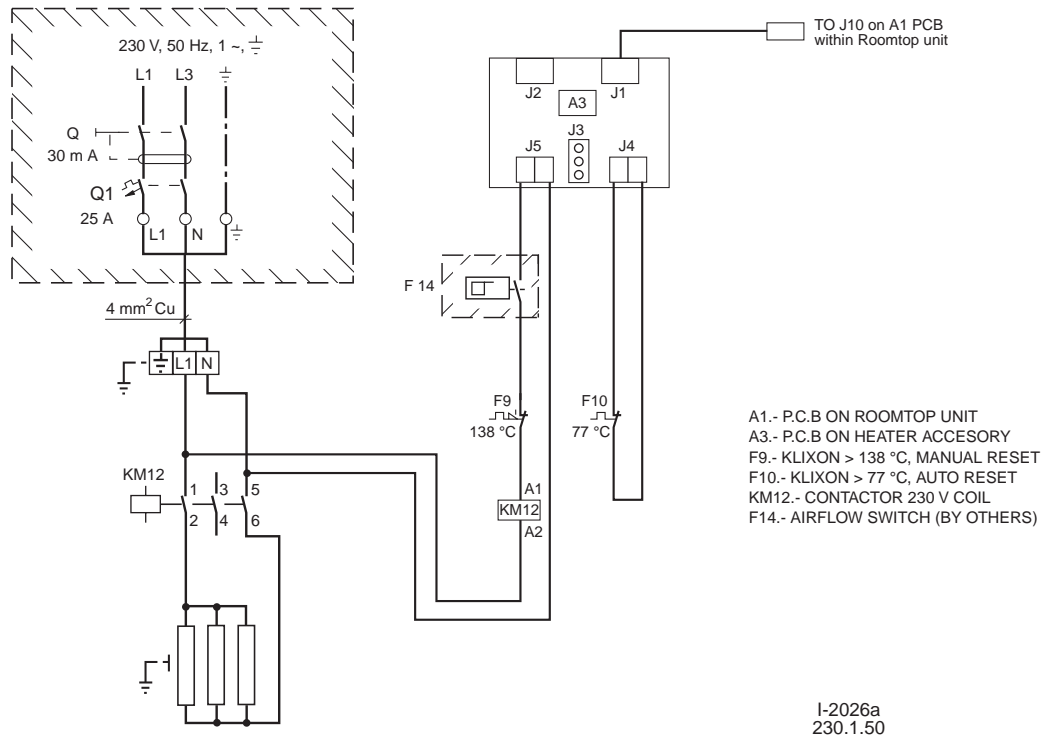 230 V, 50 Hz, 1 ~,
L1 L3
Q
30 m A
Q1
25 A
L1 N
4 mm2 Cu
L1 N
KM12
1 3 5
2 4 6
TO J10 on A1 PCB
within Roomtop unit
J2 J1
A3
J3
J5 J4
F 14
F9
138 °C
F10
77 °C
A1
KM12
A2
A1.- P.C.B ON ROOMTOP UNIT
A3.- P.C.B ON HEATER ACCESORY
F9.- KLIXON > 138 °C, MANUAL RESET
F10.- KLIXON > 77 °C, AUTO RESET
KM12.- CONTACTOR 230 V COIL
F14.- AIRFLOW SWITCH (BY OTHERS)
I-2026a
230.1.50